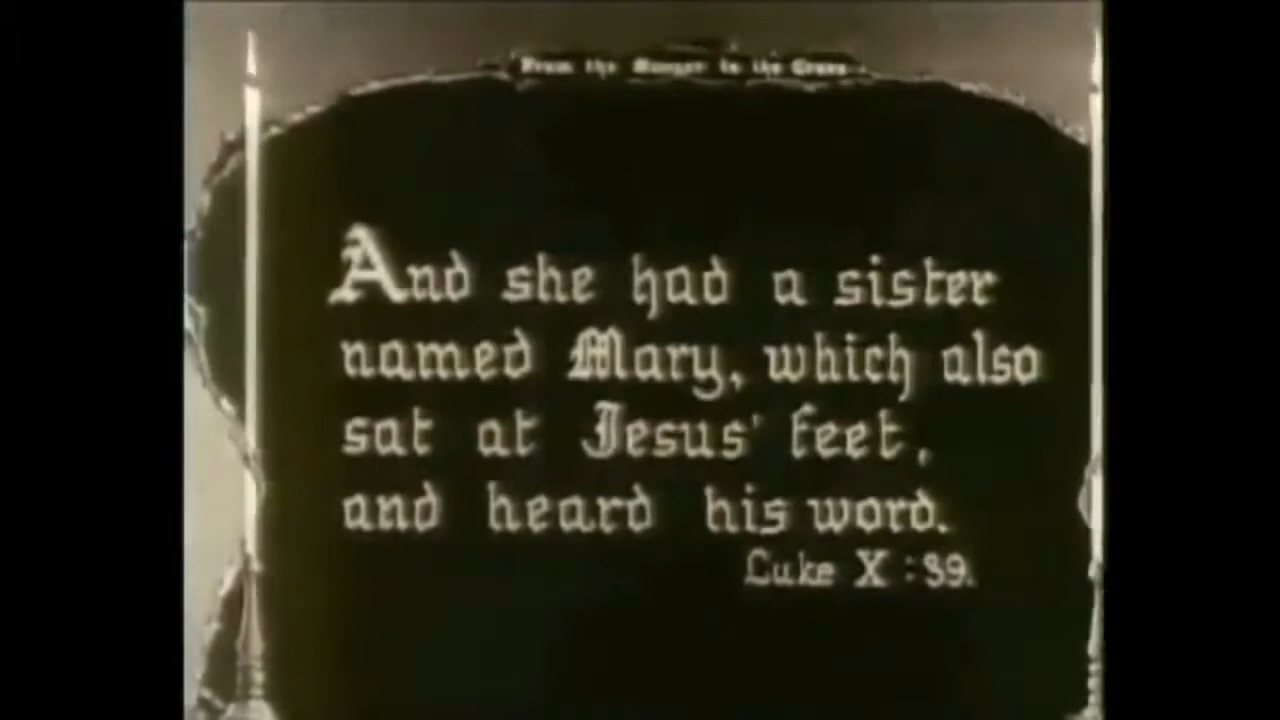 From the Manger to the Cross
And she had a sister
named Mary, which also
sat at Jesus' feet,
and heard his word.
Luke X : 39.